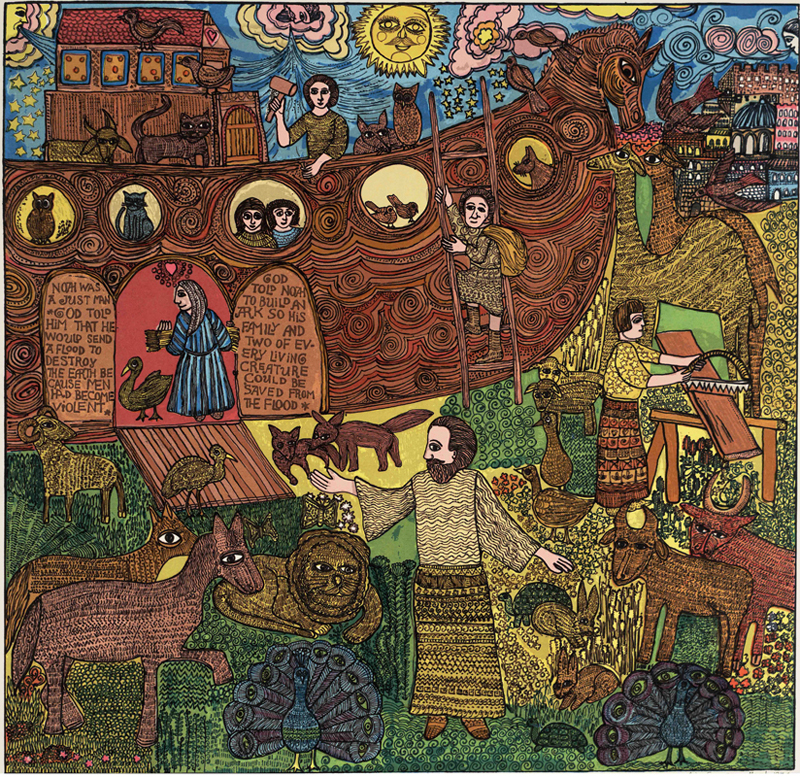 NOAH WAS
A JUST MAN
* GOD TOLD
HIM THAT HE
WOULD SEND
A FLOOD TO
DESTROY
THE EARTH BE
CAUSE MEN
HAD BECOME
VIOLENT *
GOD
TOLD NOAH
TO BUILD AN
ARK SO HIS
FAMILY AND
TWO OF EV-
ERY LIVING
CREATURE
COULD BE
SAVED FROM
THE FLOOD *